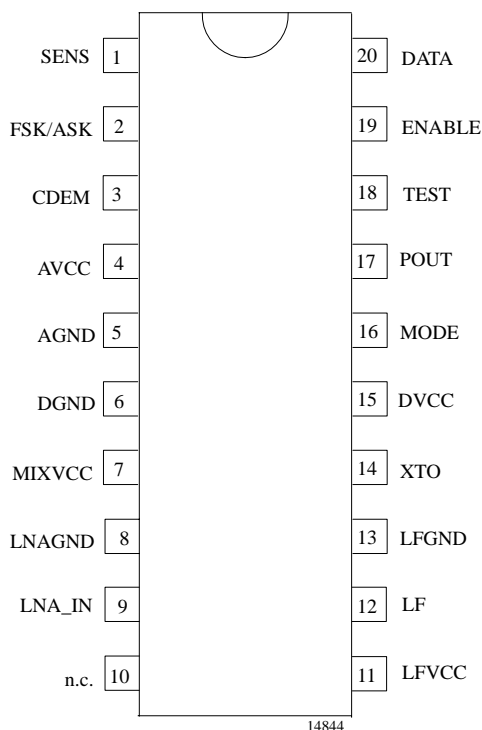 SENS 1 20 DATA
FSK/ASK 2 19 ENABLE
CDEM 3 18 TEST
AVCC 4 17 POUT
AGND 5 16 MODE
DGND 6 15 DVCC
MIXVCC 7 14 XTO
LNAGND 8 13 LFGND
LNA_IN 9 12 LF
n.c. 10 11 LFVCC
14844